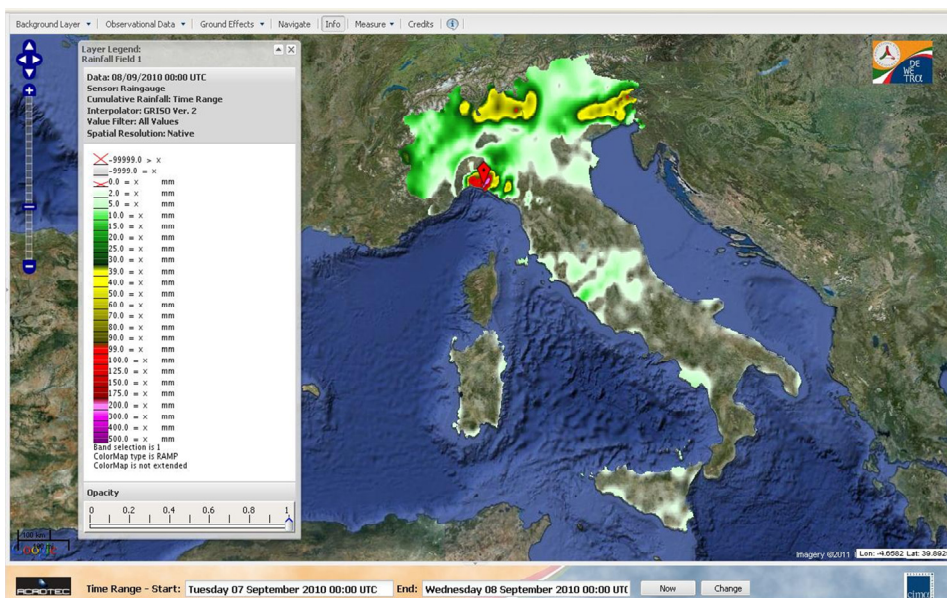 Background Layer Observational Data Ground Effects Navigate Info Measure Credits
Layer Legend:
Rainfall Field 1
Data: 08/09/2010 00:00 UTC
Sensor: Raingauge
Cumulative Rainfall: Time Range
Interpolator: GRISO Ver. 2
Value Filter: All Values
Spatial Resolution: Native
-99999.0 > x
-9999.0 = x
0.0 = x mm
2.0 = x mm
5.0 = x mm
10.0 = x mm
15.0 = x mm
20.0 = x mm
25.0 = x mm
30.0 = x mm
39.0 = x mm
40.0 = x mm
50.0 = x mm
60.0 = x mm
70.0 = x mm
80.0 = x mm
90.0 = x mm
99.0 = x mm
100.0 = x mm
125.0 = x mm
150.0 = x mm
175.0 = x mm
200.0 = x mm
300.0 = x mm
400.0 = x mm
500.0 = x mm
Band selection is 1
ColorMap type is RAMP
ColorMap is not extended
Opacity
0 0.2 0.4 0.6 0.8 1
DE
WE
TRA
100 km
Imagery ©2011
Lon: -4.6582 Lat: 39.892
ACROTEC
Time Range - Start: Tuesday 07 September 2010 00:00 UTC End: Wednesday 08 September 2010 00:00 UT Now Change
cima